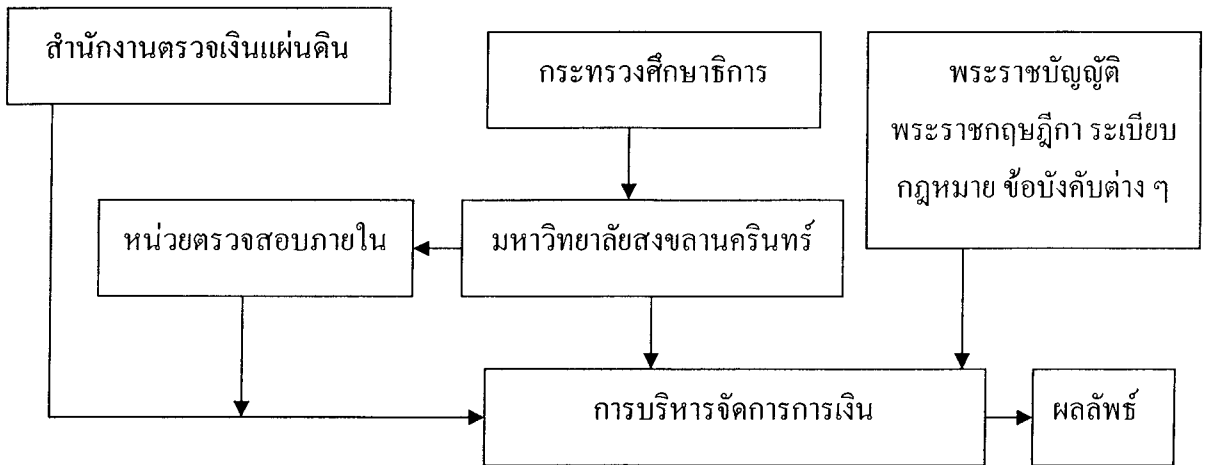 สำนักงานตรวจเงินแผ่นดิน
กระทรวงศึกษาธิการ
พระราชบัญญัติ
พระราชกฤษฎีกา ระเบียบ
กฎหมาย ข้อบังคับต่าง ๆ
หน่วยตรวจสอบภายใน
มหาวิทยาลัยสงขลานครินทร์
การบริหารจัดการการเงิน
ผลลัพธ์